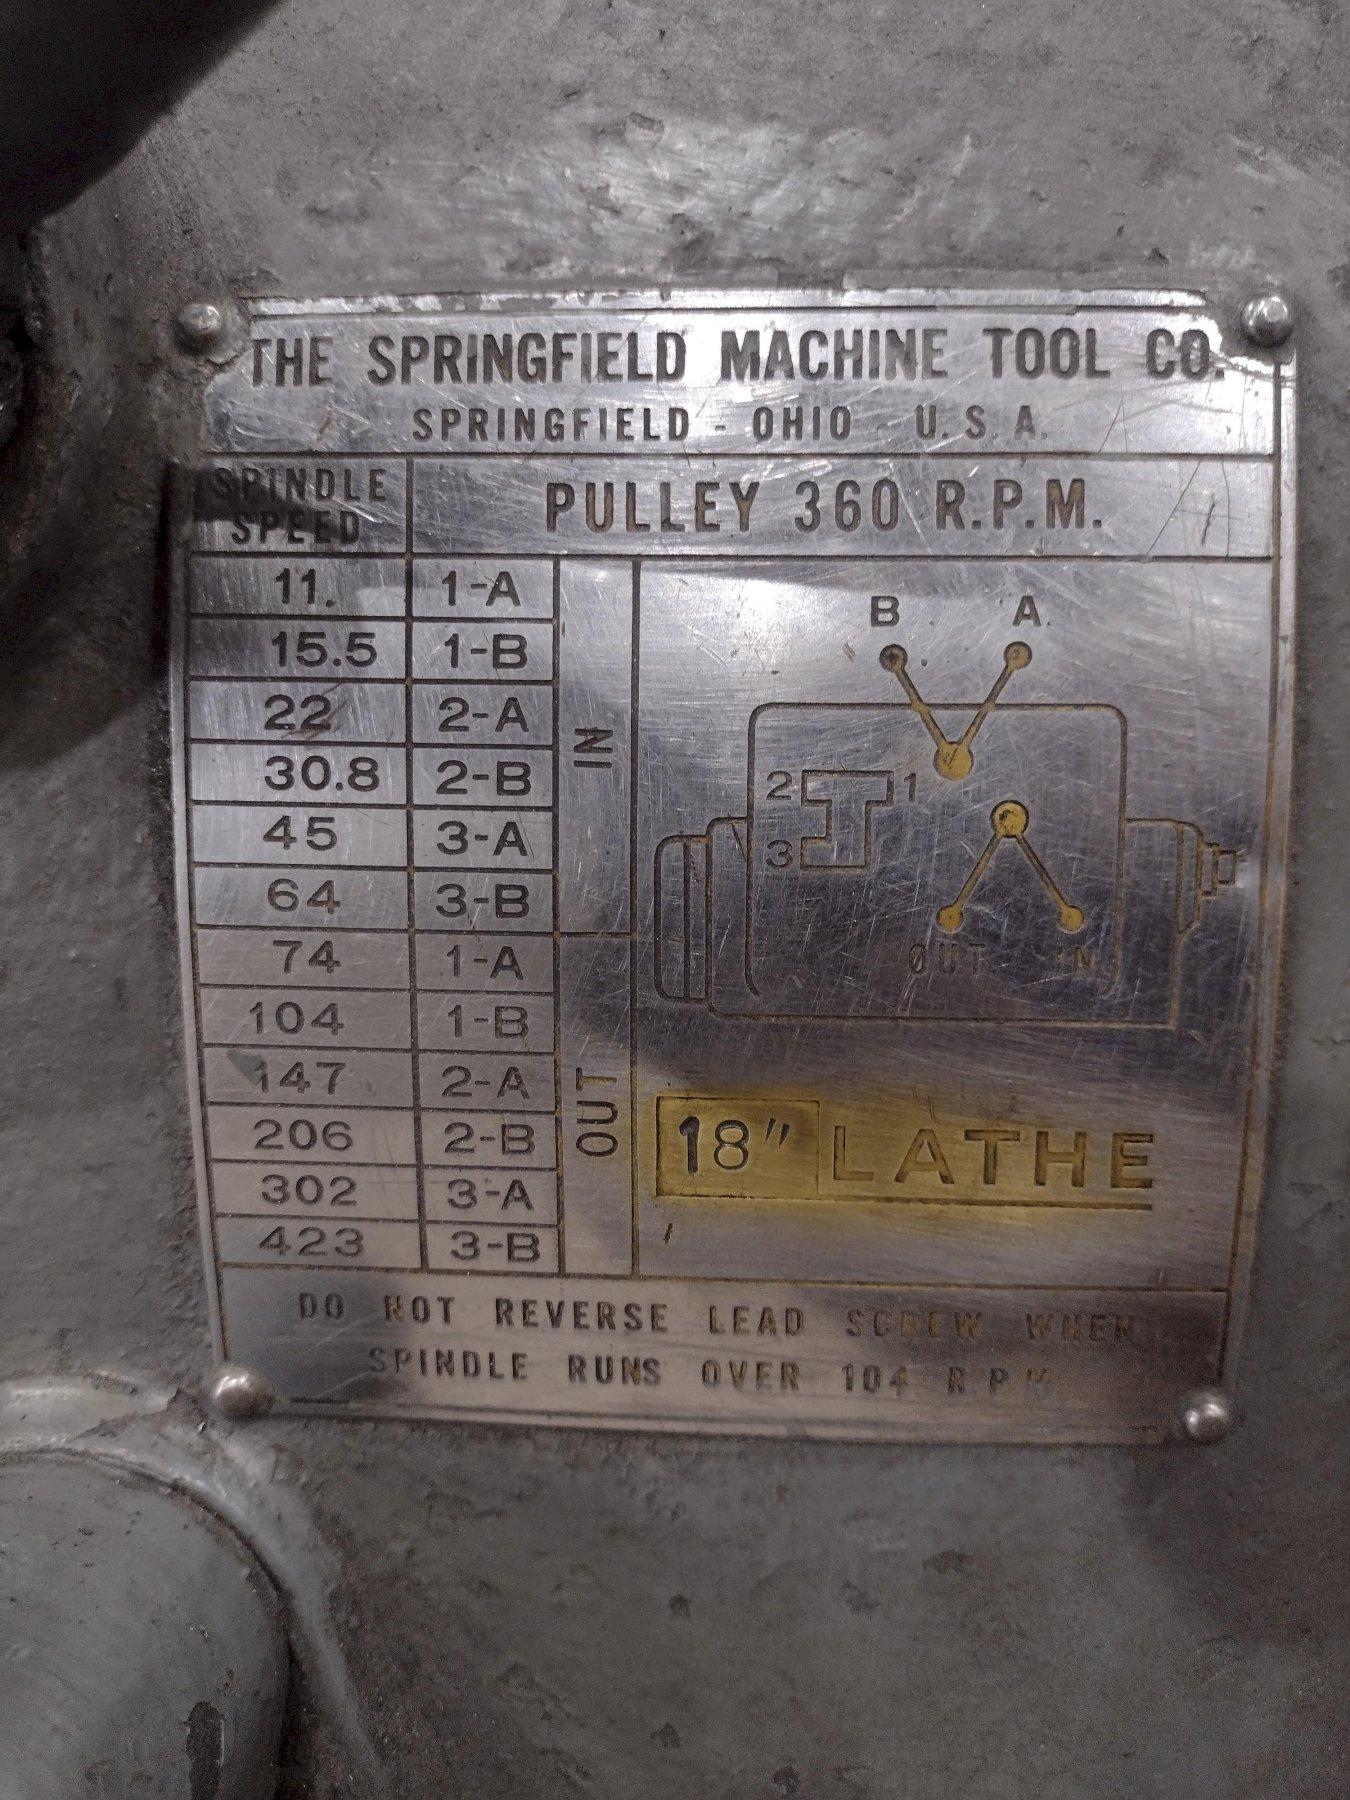 THE SPRINGFIELD MACHINE TOOL CO.
SPRINGFIELD - OHIO - U.S.A.
SPINDLE
SPEED
PULLEY 360 R.P.M.
11. 1-A
15.5 1-B
22 2-A
30.8 2-B
45 3-A
64 3-B
IN
74 1-A
104 1-B
147 2-A
206 2-B
302 3-A
423 3-B
OUT
B A
2 1
3
OUT IN
18" LATHE
DO NOT REVERSE LEAD SCREW WHEN
SPINDLE RUNS OVER 104 R.P.M.